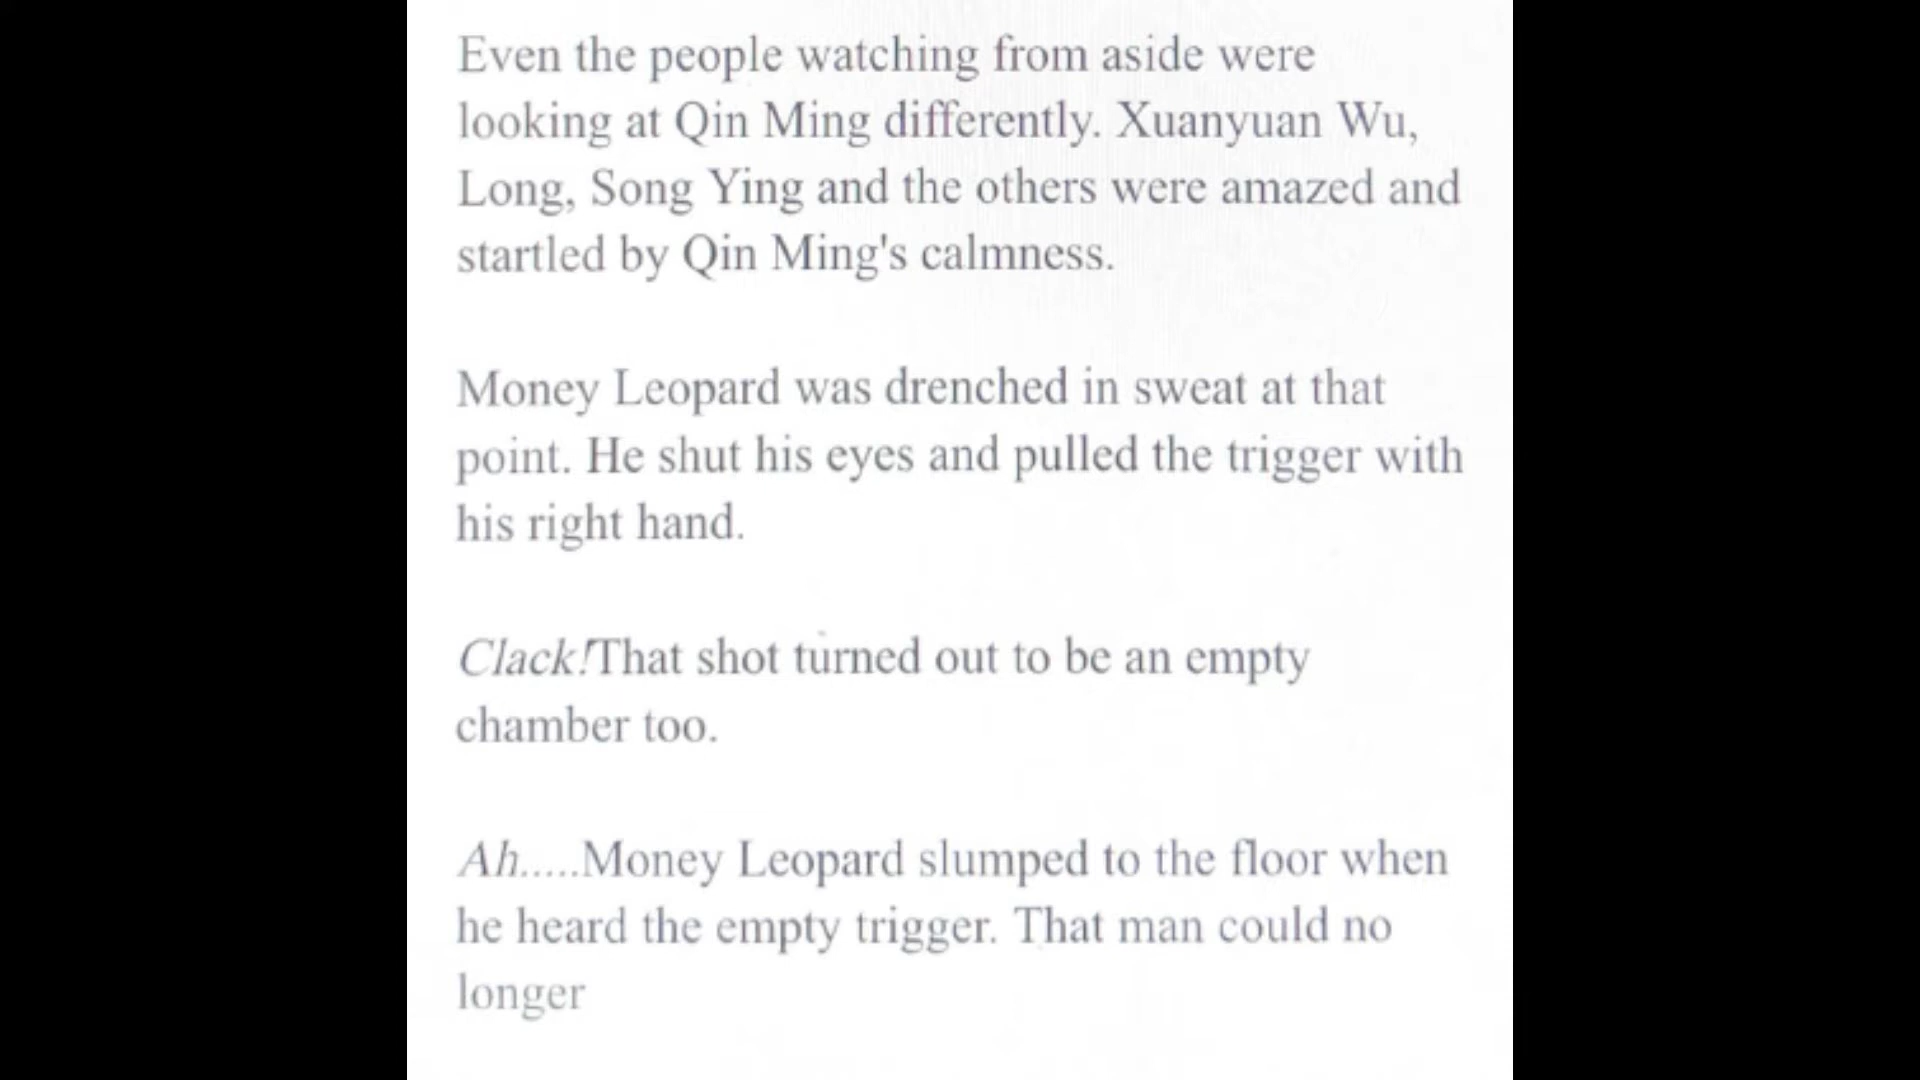 Even the people watching from aside were
looking at Qin Ming differently. Xuanyuan Wu,
Long, Song Ying and the others were amazed and
startled by Qin Ming's calmness.
Money Leopard was drenched in sweat at that
point. He shut his eyes and pulled the trigger with
his right hand.
Clack!That shot turned out to be an empty
chamber too.
Ah.....Money Leopard slumped to the floor when
he heard the empty trigger. That man could no
longer